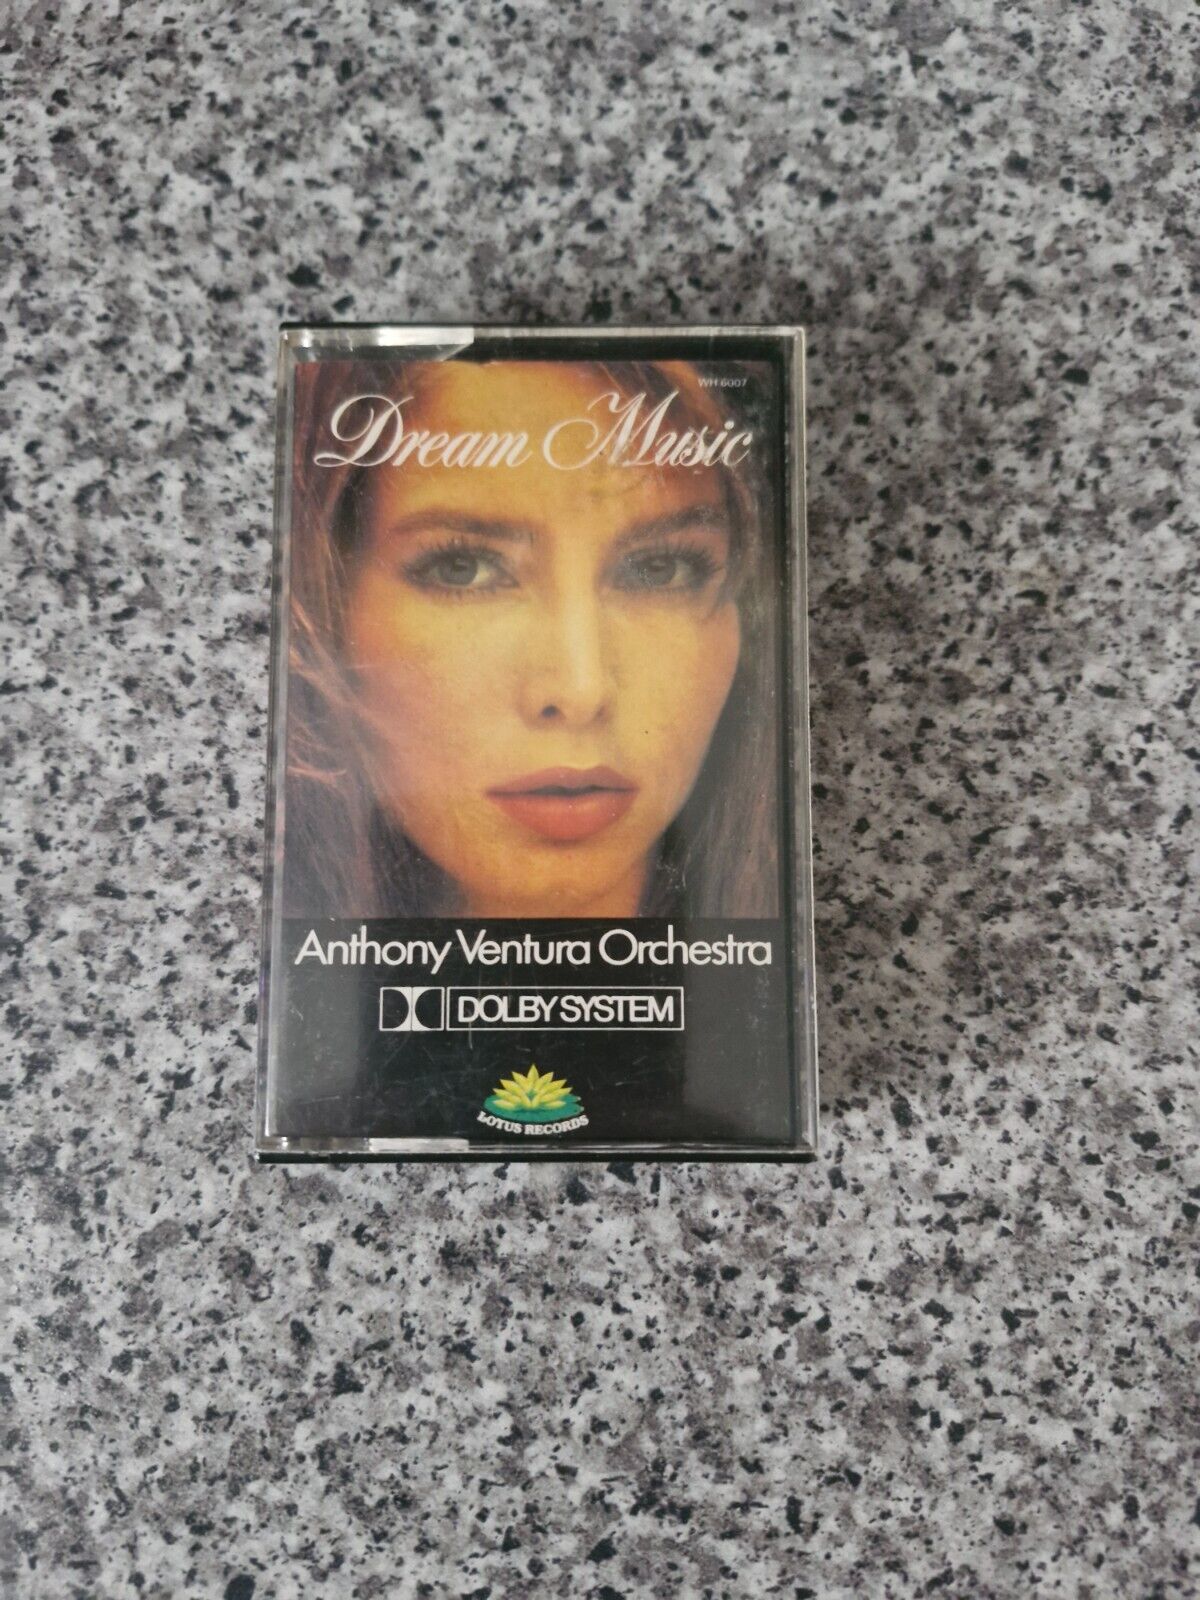 WH 6007
Dream Music
Anthony Ventura Orchestra
DOLBY SYSTEM
LOTUS RECORDS